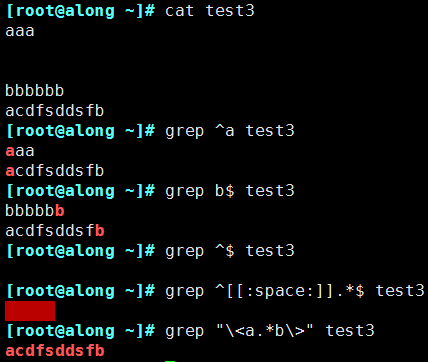 [root@along ~]# cat test3
aaa
bbbbbb
acdfsddsfb
[root@along ~]# grep ^a test3
aaa
acdfsddsfb
[root@along ~]# grep b$ test3
bbbbbb
acdfsddsfb
[root@along ~]# grep ^$ test3
[root@along ~]# grep ^[[:space:]].*$ test3
[root@along ~]# grep "\<a.*b\>" test3
acdfsddsfb